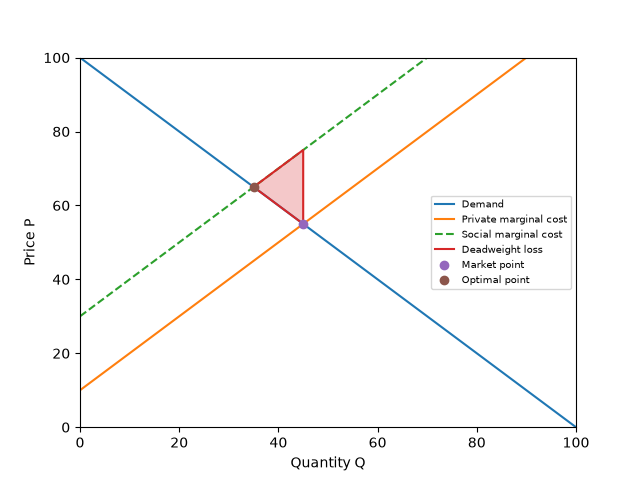 100
80
60
40
20
0
Price P
0 20 40 60 80 100
Quantity Q
Demand
Private marginal cost
Social marginal cost
Deadweight loss
Market point
Optimal point